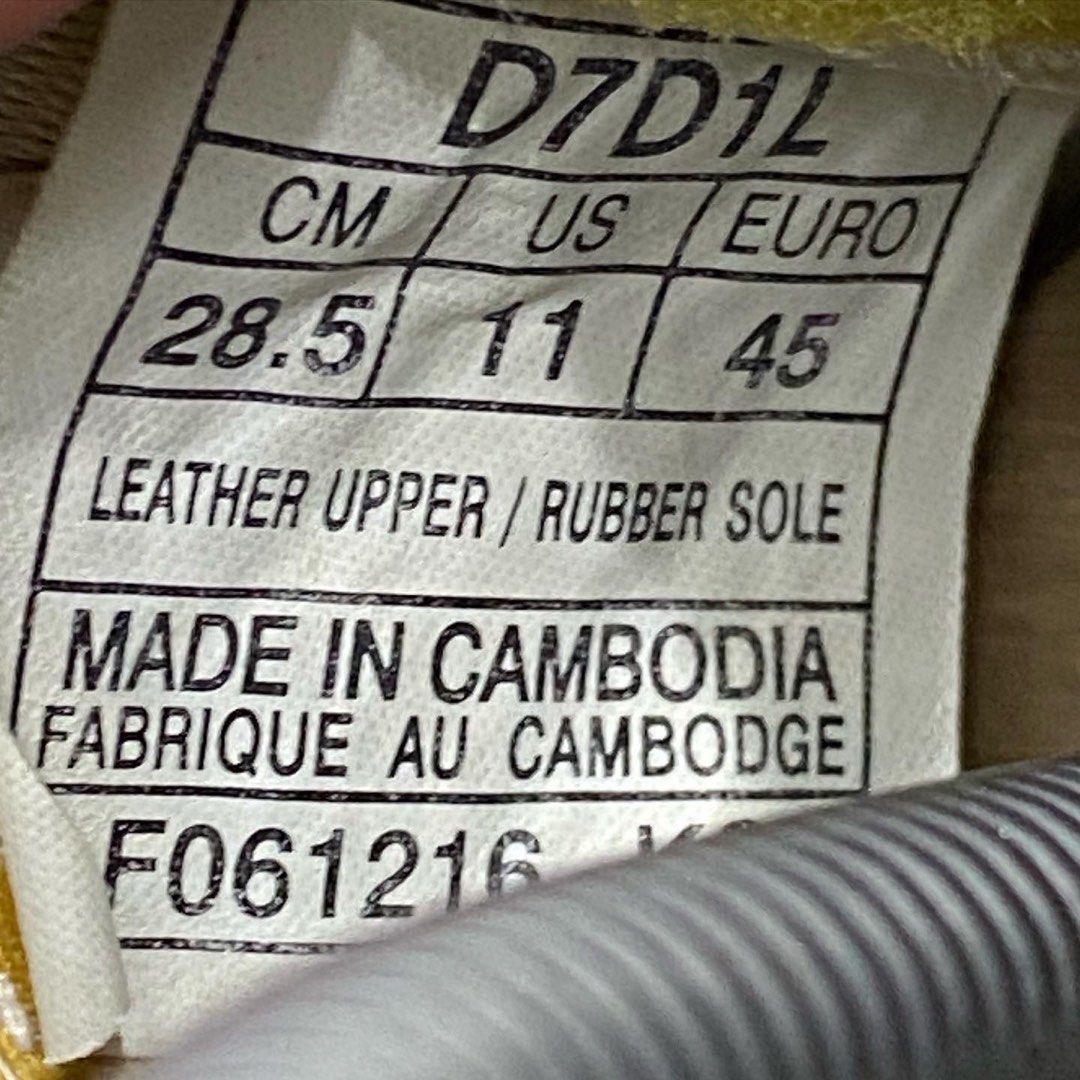 D7D1L
CM US EURO
28.5 11 45
LEATHER UPPER / RUBBER SOLE
MADE IN CAMBODIA
FABRIQUE AU CAMBODGE
F061216